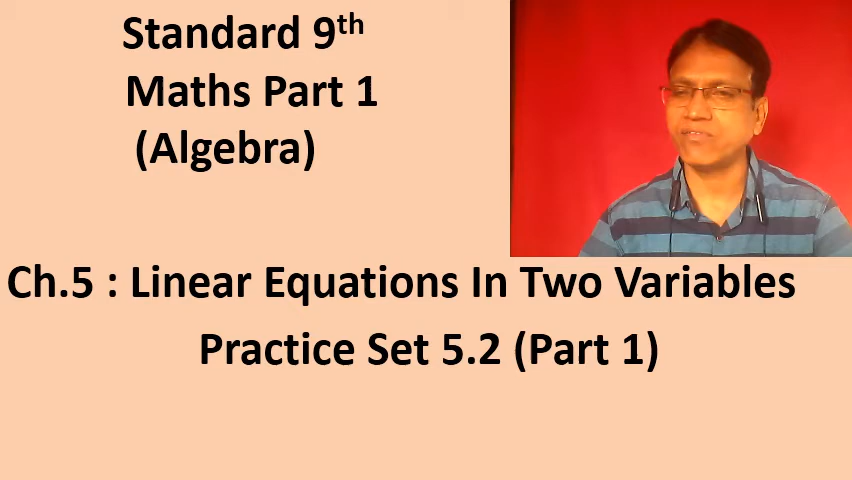 Standard 9th
Maths Part 1
(Algebra)
Ch.5 : Linear Equations In Two Variables
Practice Set 5.2 (Part 1)